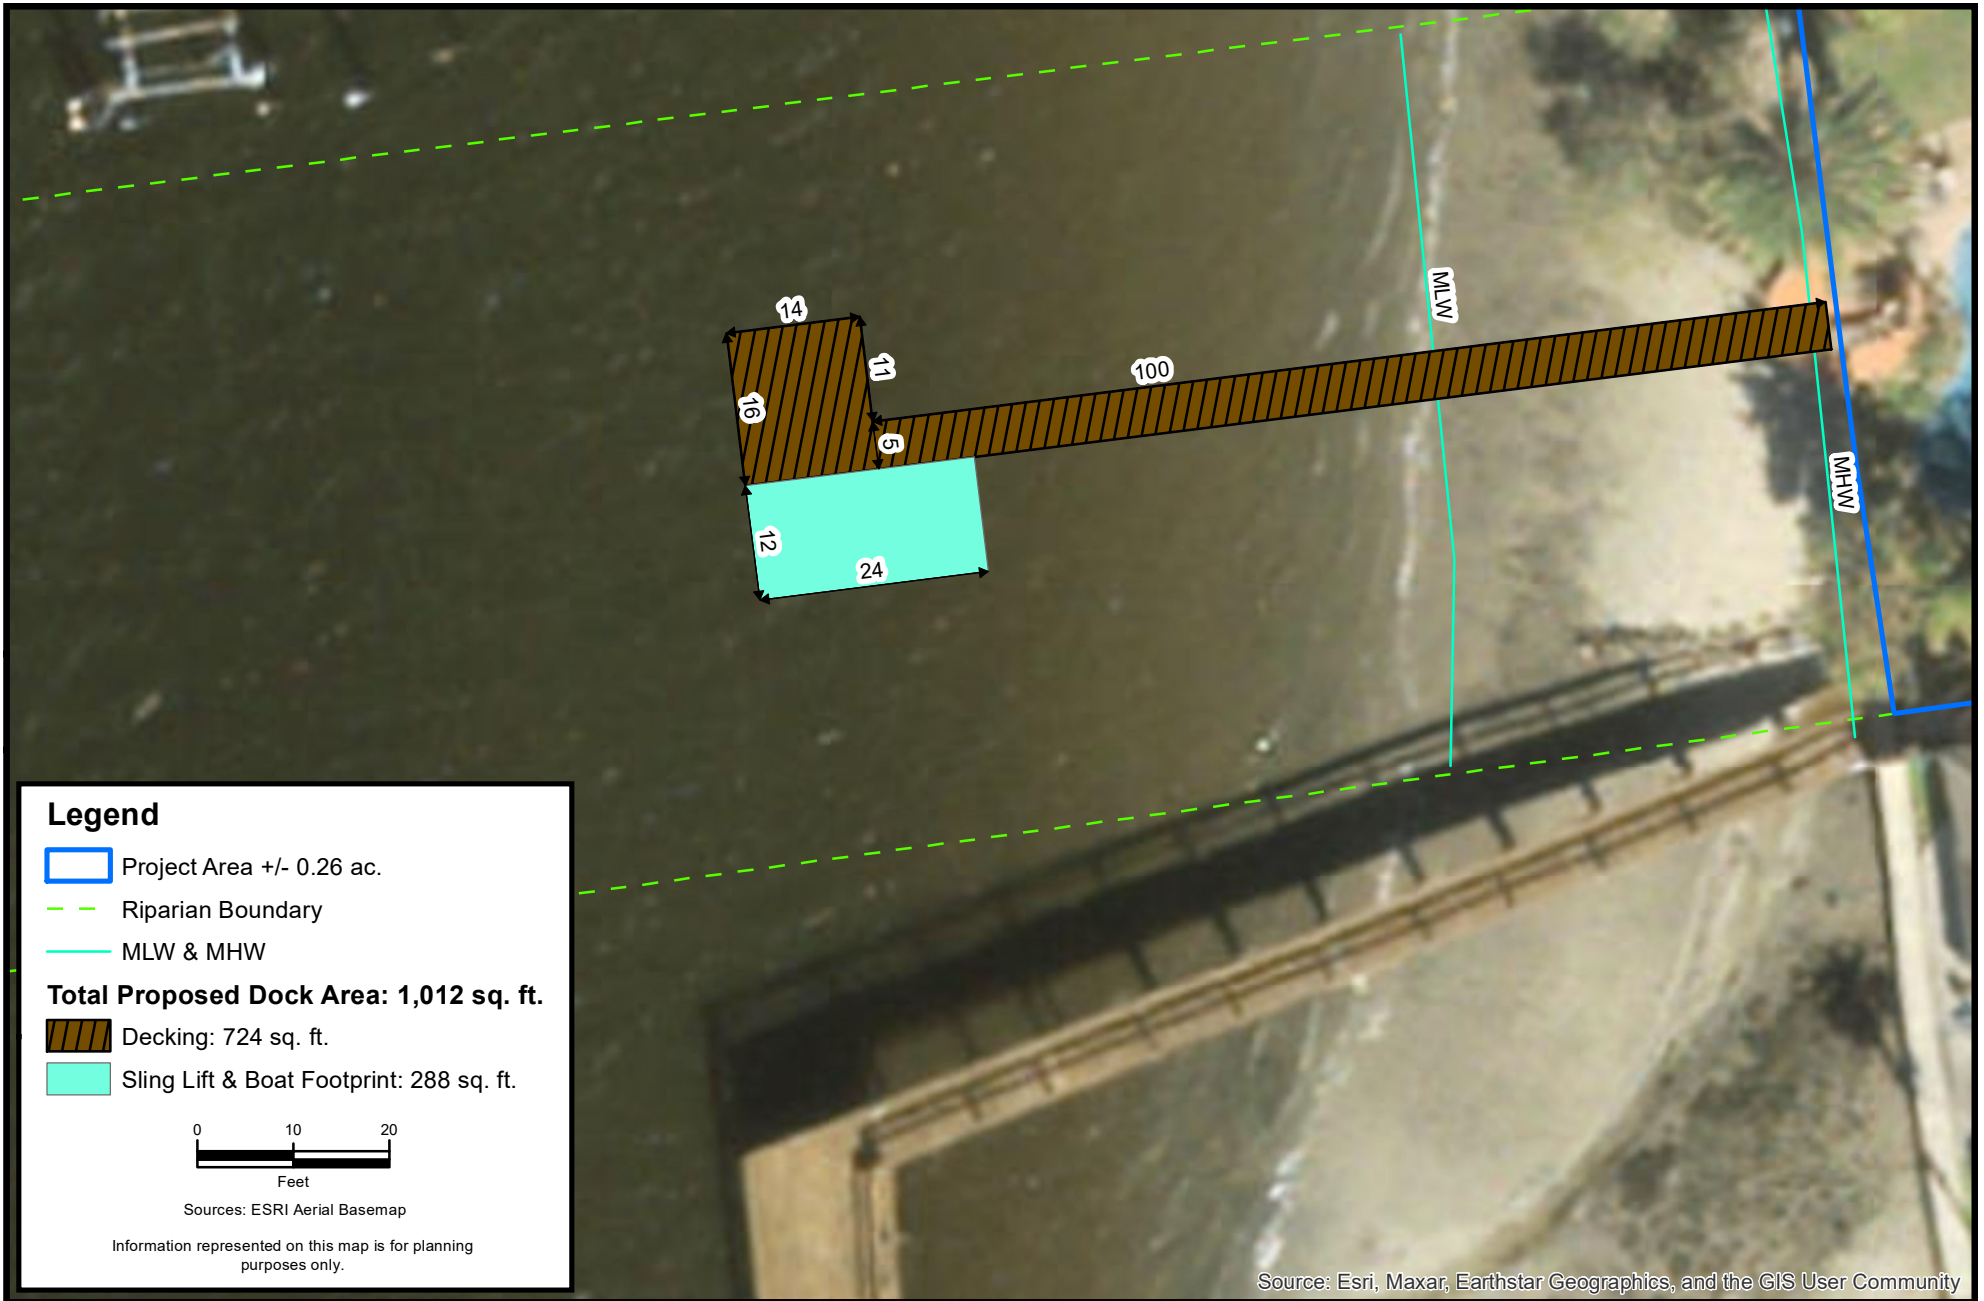 14
11
16
5
100
12
24
MLW
MHW
Legend
Project Area +/- 0.26 ac.
Riparian Boundary
MLW & MHW
Total Proposed Dock Area: 1,012 sq. ft.
Decking: 724 sq. ft.
Sling Lift & Boat Footprint: 288 sq. ft.
0 10 20
Feet
Sources: ESRI Aerial Basemap
Information represented on this map is for planning
purposes only.
Source: Esri, Maxar, Earthstar Geographics, and the GIS User Community